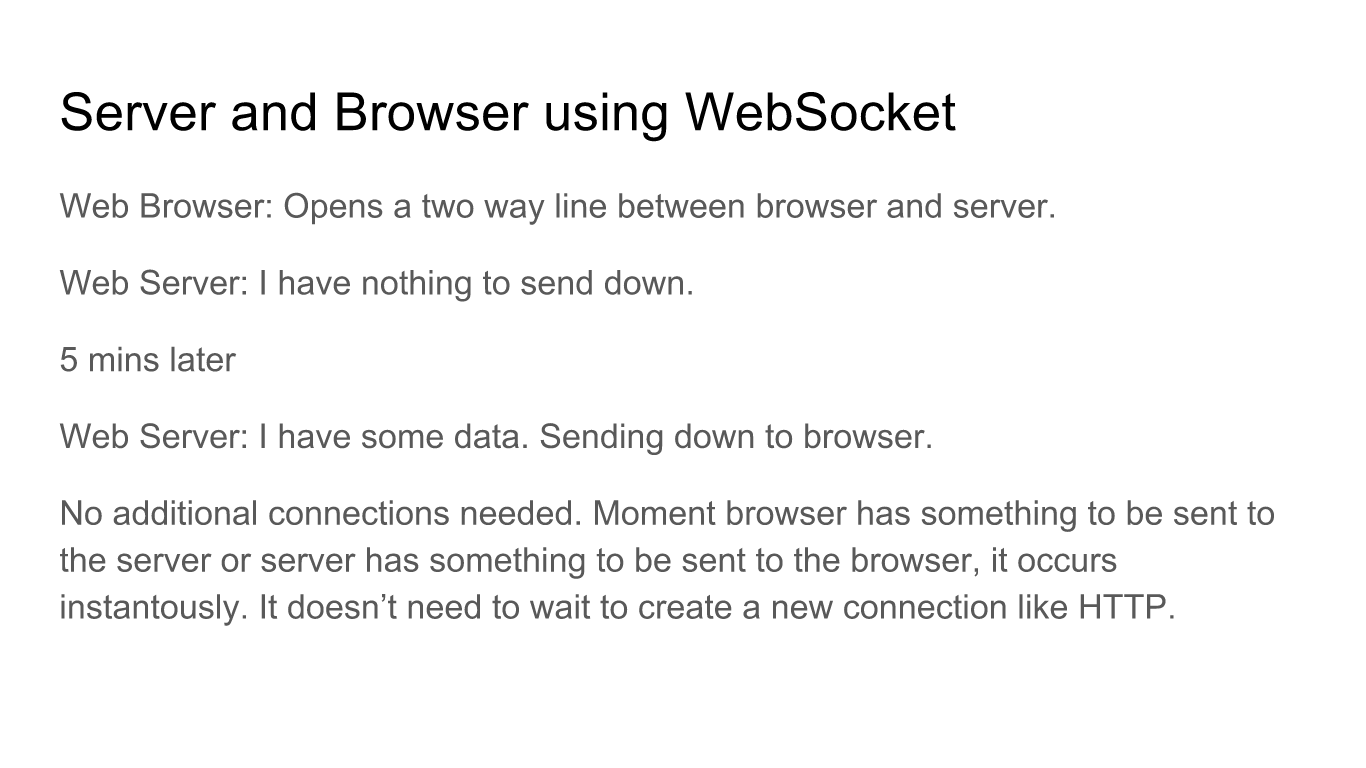 Server and Browser using WebSocket
Web Browser: Opens a two way line between browser and server.
Web Server: I have nothing to send down.
5 mins later
Web Server: I have some data. Sending down to browser.
No additional connections needed. Moment browser has something to be sent to
the server or server has something to be sent to the browser, it occurs
instantously. It doesn’t need to wait to create a new connection like HTTP.